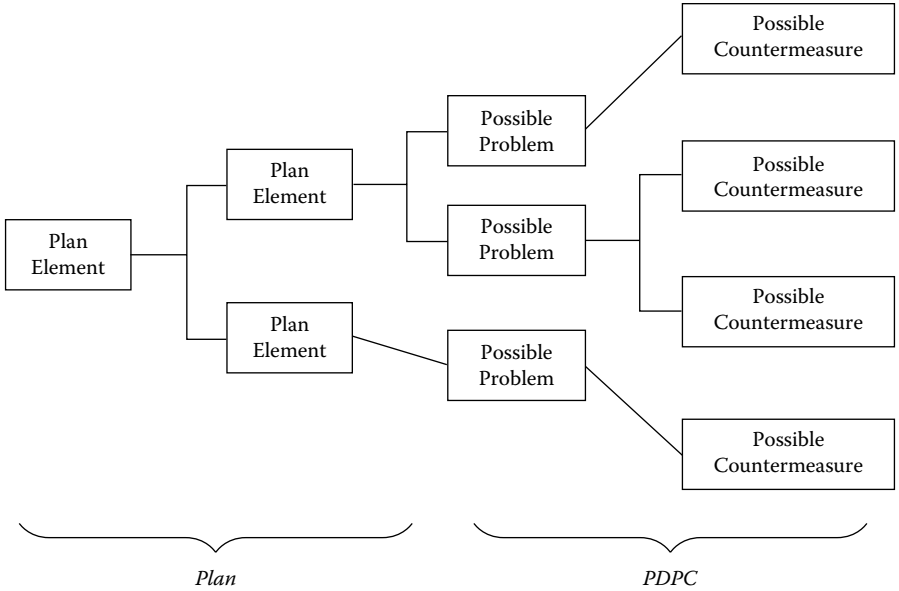 Plan
Element
Plan
Element
Plan
Element
Possible
Problem
Possible
Problem
Possible
Problem
Possible
Countermeasure
Possible
Countermeasure
Possible
Countermeasure
Possible
Countermeasure
Plan
PDPC